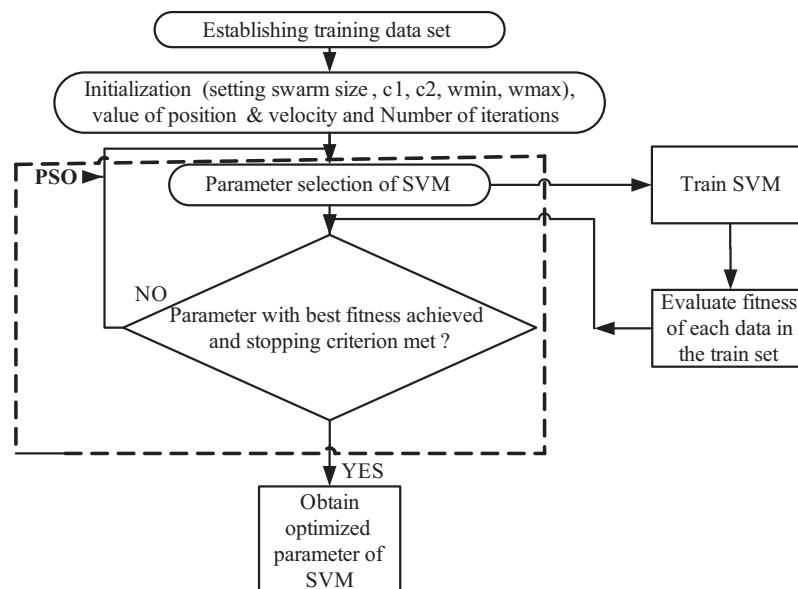 Establishing training data set
Initialization (setting swarm size , c1, c2, wmin, wmax),
value of position & velocity and Number of iterations
PSO
Parameter selection of SVM
Train SVM
NO
Parameter with best fitness achieved
and stopping criterion met ?
Evaluate fitness
of each data in
the train set
YES
Obtain
optimized
parameter of
SVM